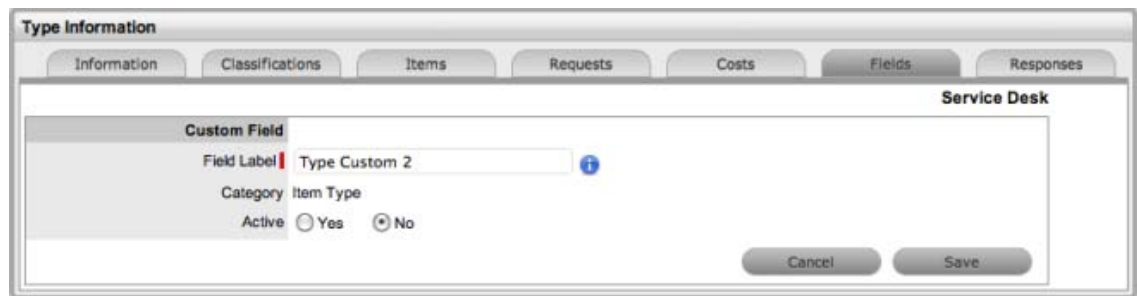 Type Information
Information Classifications Items Requests Costs Fields Responses
Service Desk
Custom Field
Field Label Type Custom 2
Category Item Type
Active Yes No
Cancel Save